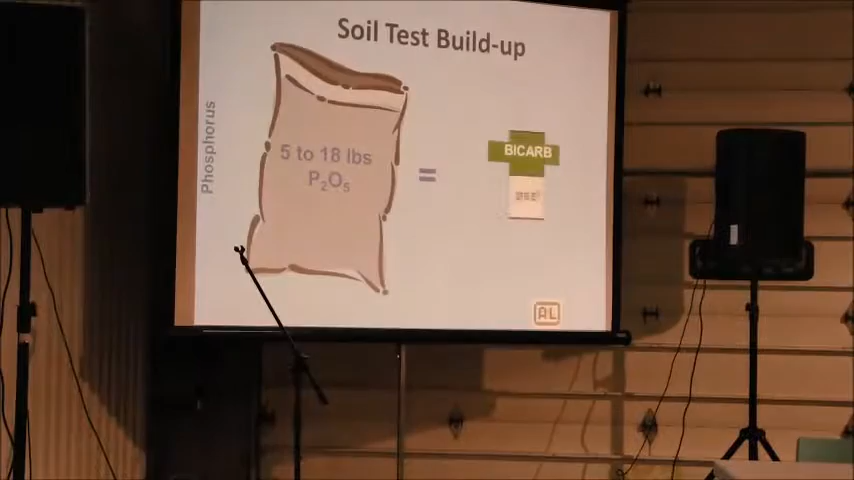 Soil Test Build-up
Phosphorus
5 to 18 lbs
P₂O₅
=
BICARB
AL